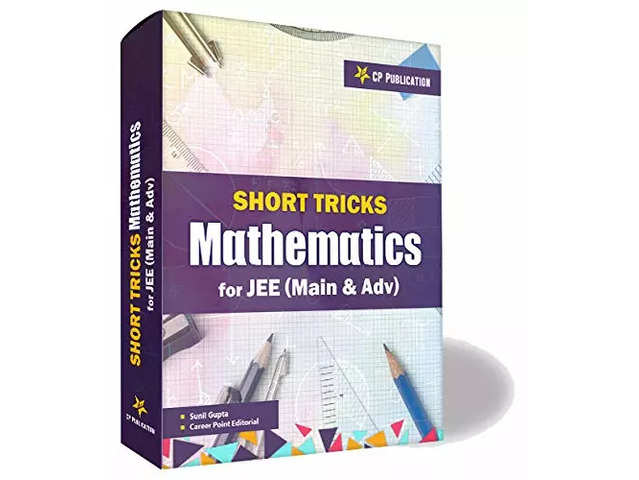 CP PUBLICATION
SHORT TRICKS
Mathematics
for JEE (Main & Adv)
Sunil Gupta
Career Point Editorial
SHORT TRICKS Mathematics
for JEE (Main & Adv)
CP PUBLICATION